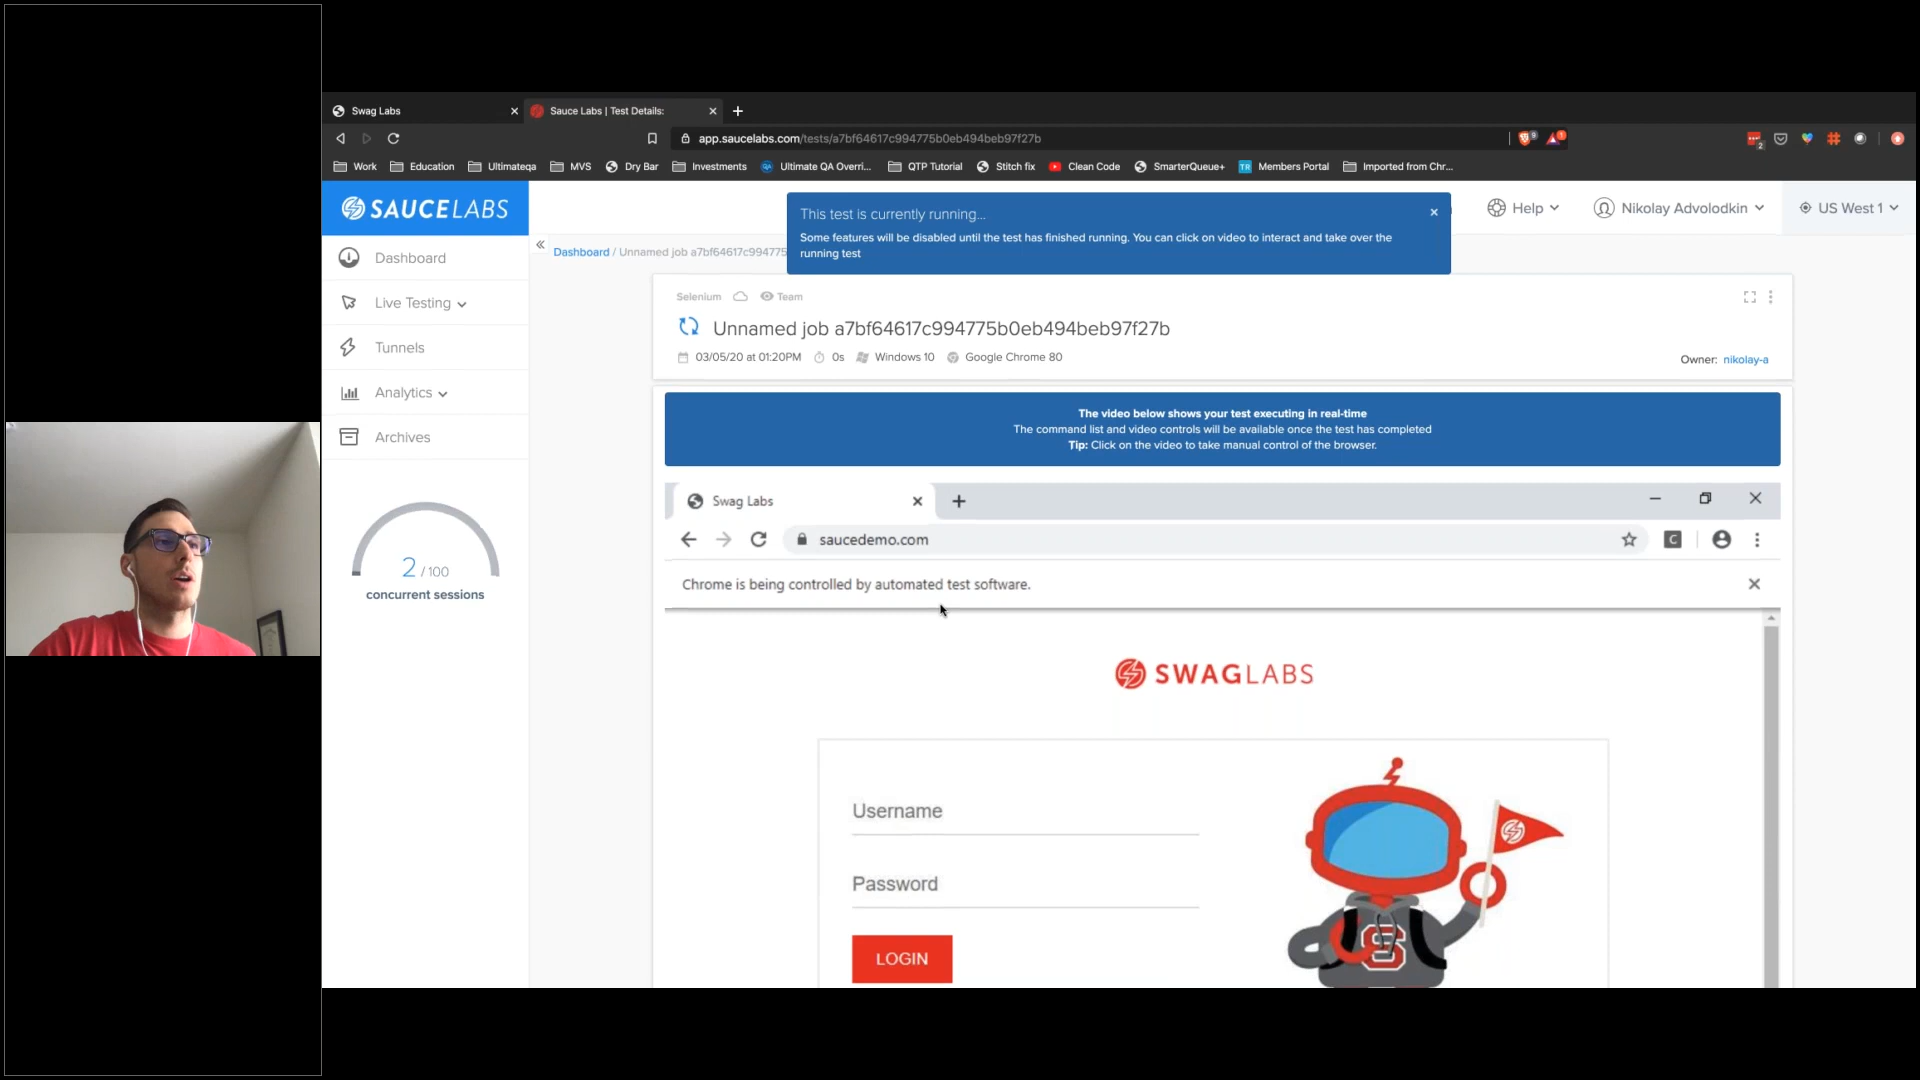 Swag Labs
Sauce Labs | Test Details:
app.saucelabs.com/tests/a7bf64617c994775b0eb494beb97f27b
Work
Education
Ultimateqa
MVS
Dry Bar
Investments
Ultimate QA Overri...
QTP Tutorial
Stitch fix
Clean Code
SmarterQueue+
TR
Members Portal
Imported from Chr...
SAUCELABS
This test is currently running...
Some features will be disabled until the test has finished running. You can click on video to interact and take over the
running test
Help
Nikolay Advolodkin
US West 1
Dashboard
Live Testing
Tunnels
Analytics
Archives
2 / 100
concurrent sessions
Dashboard / Unnamed job a7bf64617c994775
Selenium
Team
Unnamed job a7bf64617c994775b0eb494beb97f27b
03/05/20 at 01:20PM
0s
Windows 10
Google Chrome 80
Owner: nikolay-a
The video below shows your test executing in real-time
The command list and video controls will be available once the test has completed
Tip: Click on the video to take manual control of the browser.
Swag Labs
saucedemo.com
C
Chrome is being controlled by automated test software.
SWAGLABS
Username
Password
LOGIN
S